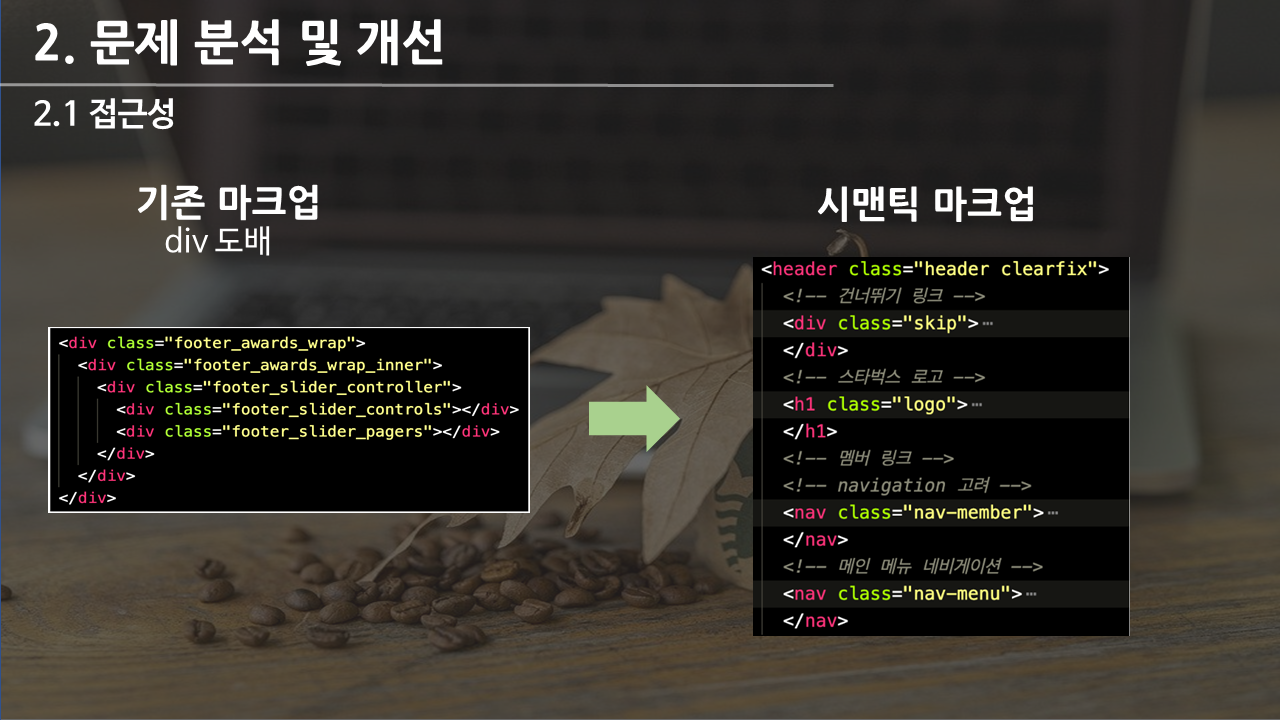 2. 문제 분석 및 개선
2.1 접근성
기존 마크업
div 도배
<div class="footer_awards_wrap">
<div class="footer_awards_wrap_inner">
<div class="footer_slider_controller">
<div class="footer_slider_controls"></div>
<div class="footer_slider_pagers"></div>
</div>
</div>
</div>
시맨틱 마크업
<header class="header clearfix">
<!-- 건너뛰기 링크 -->
<div class="skip">⋯
</div>
<!-- 스타벅스 로고 -->
<h1 class="logo">⋯
</h1>
<!-- 멤버 링크 -->
<!-- navigation 고려 -->
<nav class="nav-member">⋯
</nav>
<!-- 메인 메뉴 네비게이션 -->
<nav class="nav-menu">⋯
</nav>